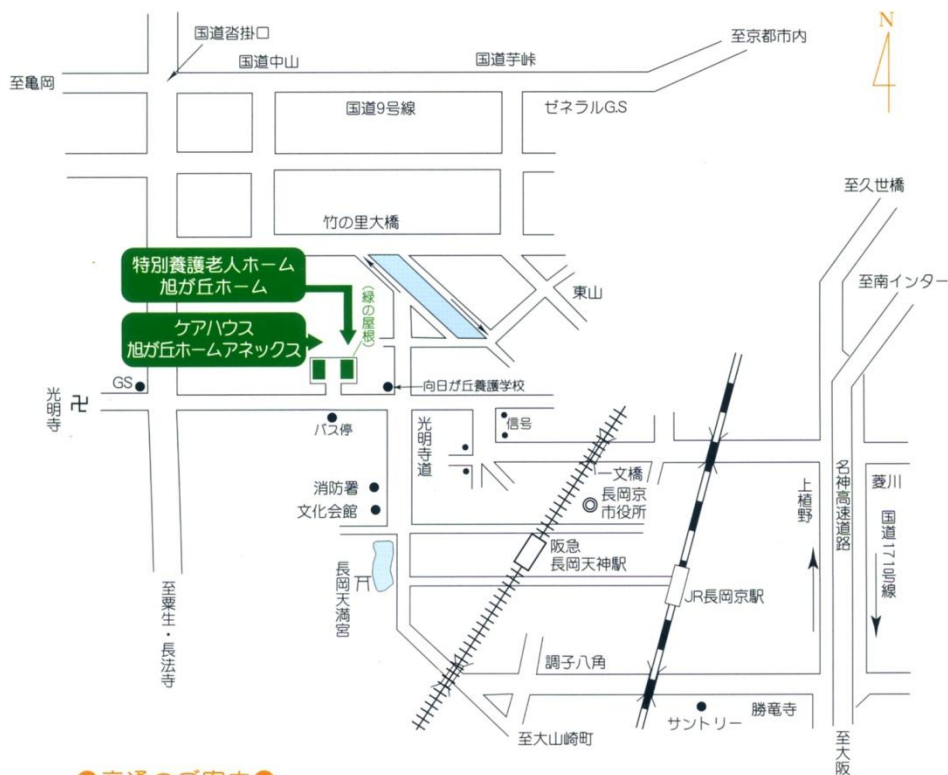 N
国道沓掛口
国道中山
国道芋峠
至京都市内
至亀岡
国道9号線
ゼネラルG.S
至久世橋
竹の里大橋
特別養護老人ホーム
旭が丘ホーム
(緑の屋根)
東山
至南インター
ケアハウス
旭が丘ホームアネックス
GS
向日が丘養護学校
光明寺
卍
バス停
光明寺道
信号
消防署
文化会館
一文橋
長岡京
市役所
上植野
名神高速道路
菱川
国道171号線
阪急
長岡天神駅
長岡天満宮
JR長岡京駅
至粟生・長法寺
調子八角
サントリー
勝竜寺
至大山崎町
至大阪